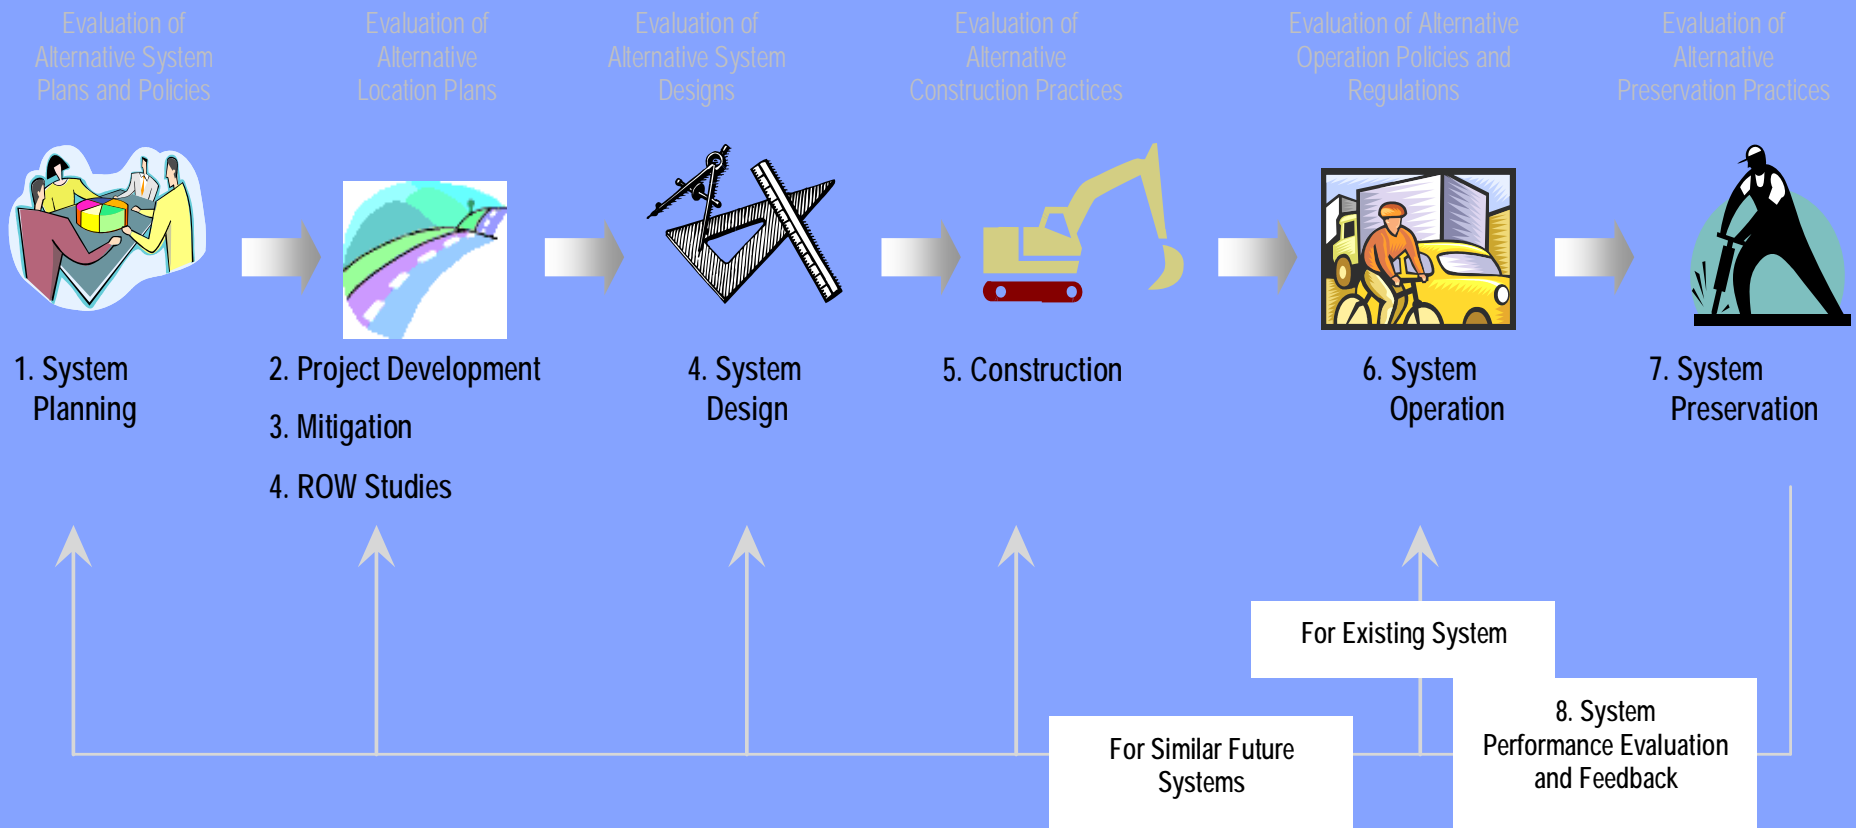 Evaluation of
Alternative System
Plans and Policies
Evaluation of
Alternative
Location Plans
Evaluation of
Alternative System
Designs
Evaluation of
Alternative
Construction Practices
Evaluation of Alternative
Operation Policies and
Regulations
Evaluation of
Alternative
Preservation Practices
1. System
Planning
2. Project Development
3. Mitigation
4. ROW Studies
4. System
Design
5. Construction
6. System
Operation
7. System
Preservation
For Existing System
For Similar Future
Systems
8. System
Performance Evaluation
and Feedback